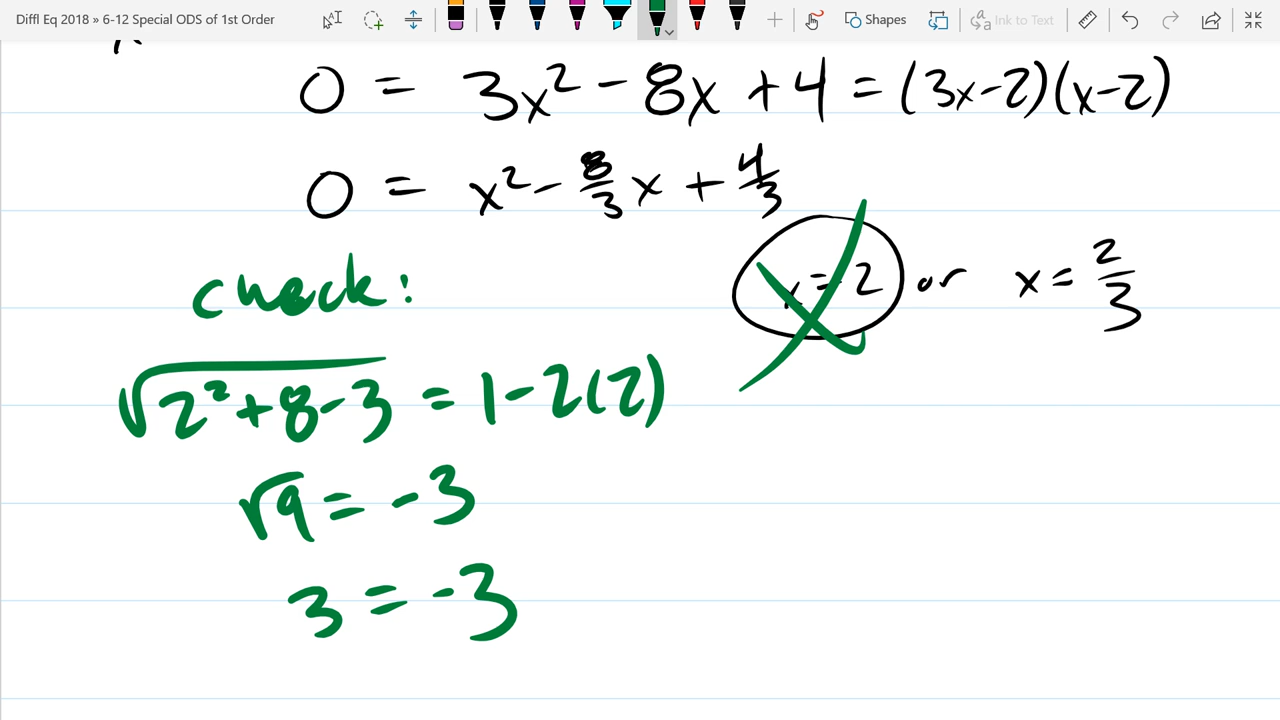 Diffl Eq 2018 » 6-12 Special ODS of 1st Order
Shapes
Ink to Text
0 = 3x² - 8x + 4 = (3x-2)(x-2)
0 = x² - 8/3 x + 4/3
x = 2 or x = 2/3
check:
√2²+8-3 = 1-2(2)
√9 = -3
3 = -3